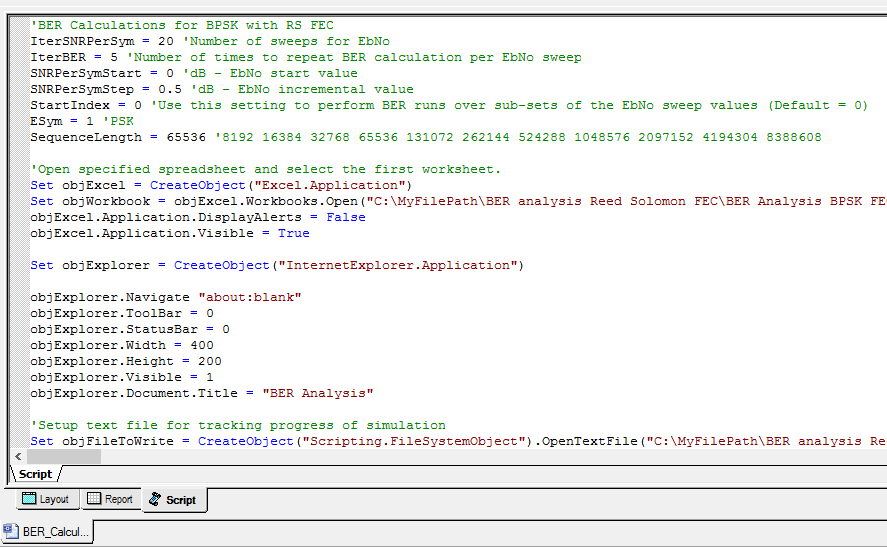 'BER Calculations for BPSK with RS FEC
IterSNRPerSym = 20 'Number of sweeps for EbNo
IterBER = 5 'Number of times to repeat BER calculation per EbNo sweep
SNRPerSymStart = 0 'dB - EbNo start value
SNRPerSymStep = 0.5 'dB - EbNo incremental value
StartIndex = 0 'Use this setting to perform BER runs over sub-sets of the EbNo sweep values (Default = 0)
ESym = 1 'PSK
SequenceLength = 65536 '8192 16384 32768 65536 131072 262144 524288 1048576 2097152 4194304 8388608
'Open specified spreadsheet and select the first worksheet.
Set objExcel = CreateObject("Excel.Application")
Set objWorkbook = objExcel.Workbooks.Open("C:\MyFilePath\BER analysis Reed Solomon FEC\BER Analysis BPSK FE
objExcel.Application.DisplayAlerts = False
objExcel.Application.Visible = True
Set objExplorer = CreateObject("InternetExplorer.Application")
objExplorer.Navigate "about:blank"
objExplorer.ToolBar = 0
objExplorer.StatusBar = 0
objExplorer.Width = 400
objExplorer.Height = 200
objExplorer.Visible = 1
objExplorer.Document.Title = "BER Analysis"
'Setup text file for tracking progress of simulation
Set objFileToWrite = CreateObject("Scripting.FileSystemObject").OpenTextFile("C:\MyFilePath\BER analysis Re
Script
Layout Report Script
BER_Calcul...